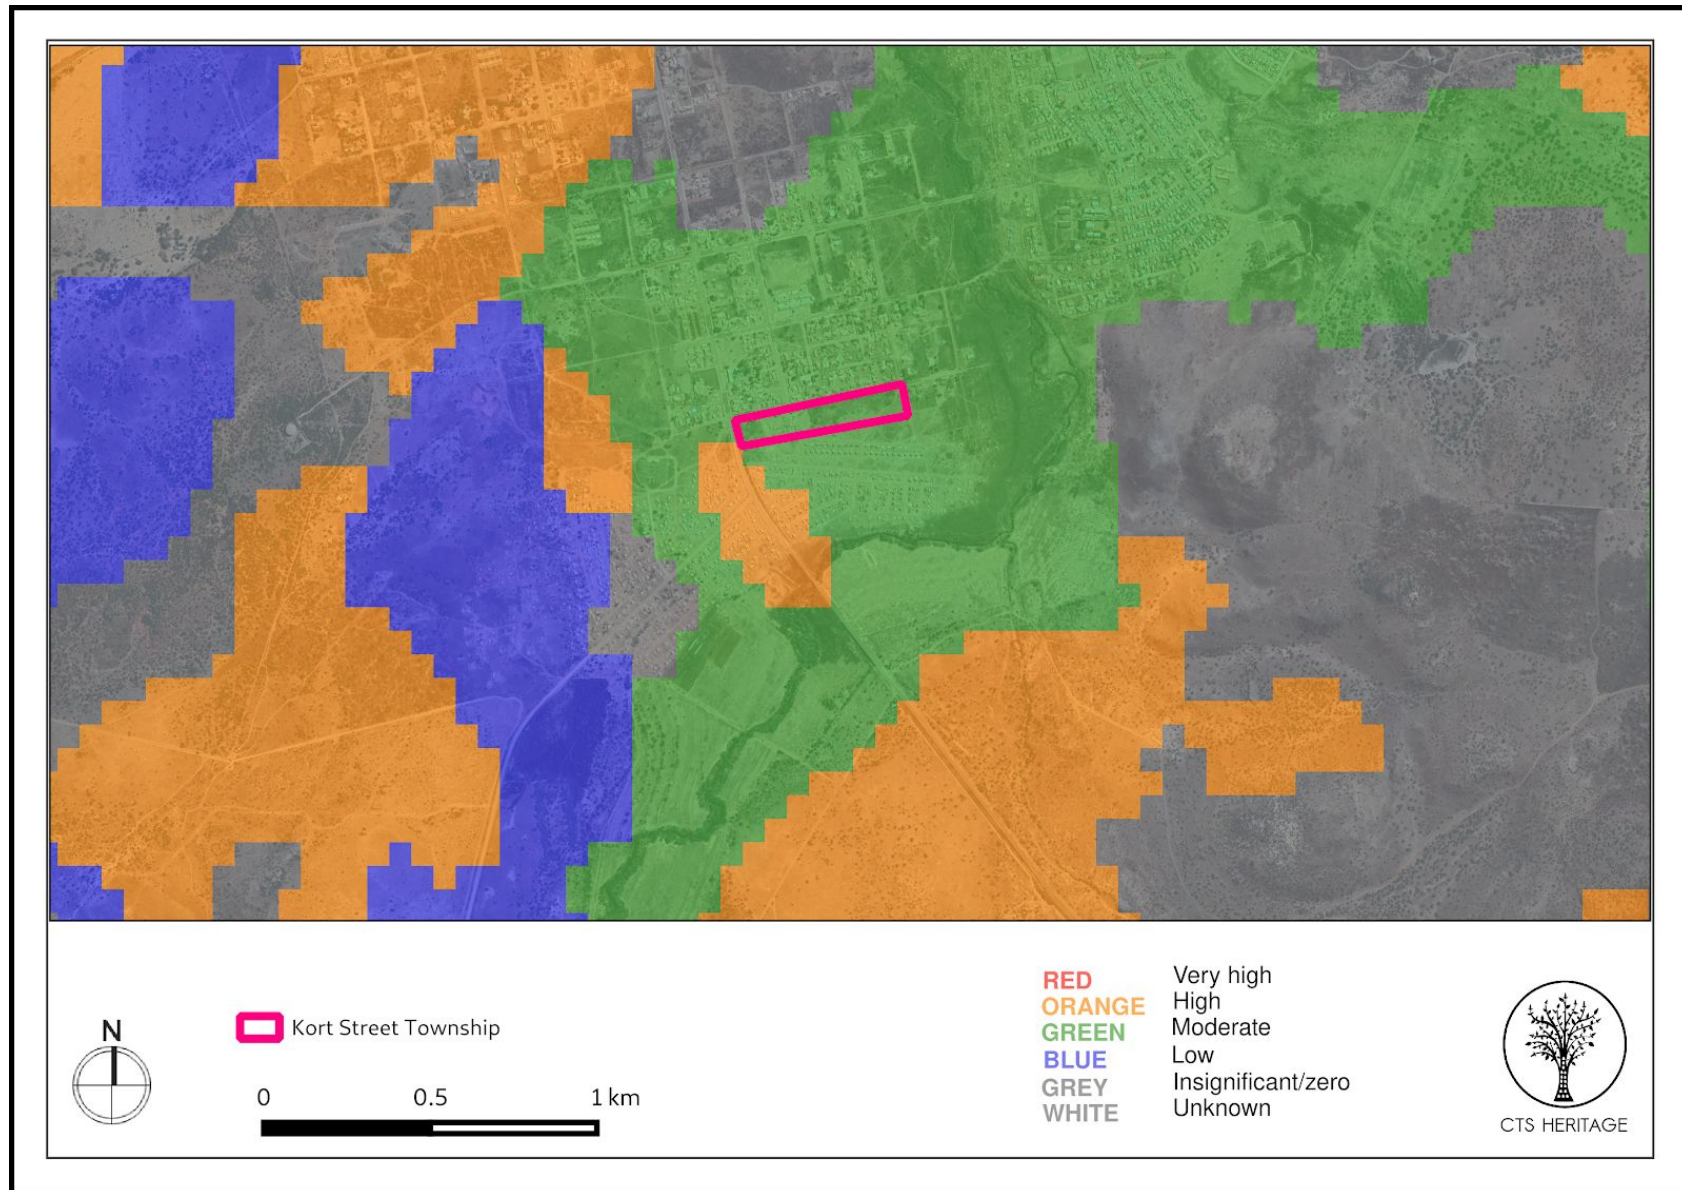 N
Kort Street Township
0 0.5 1 km
RED Very high
ORANGE High
GREEN Moderate
BLUE Low
GREY Insignificant/zero
WHITE Unknown
CTS HERITAGE